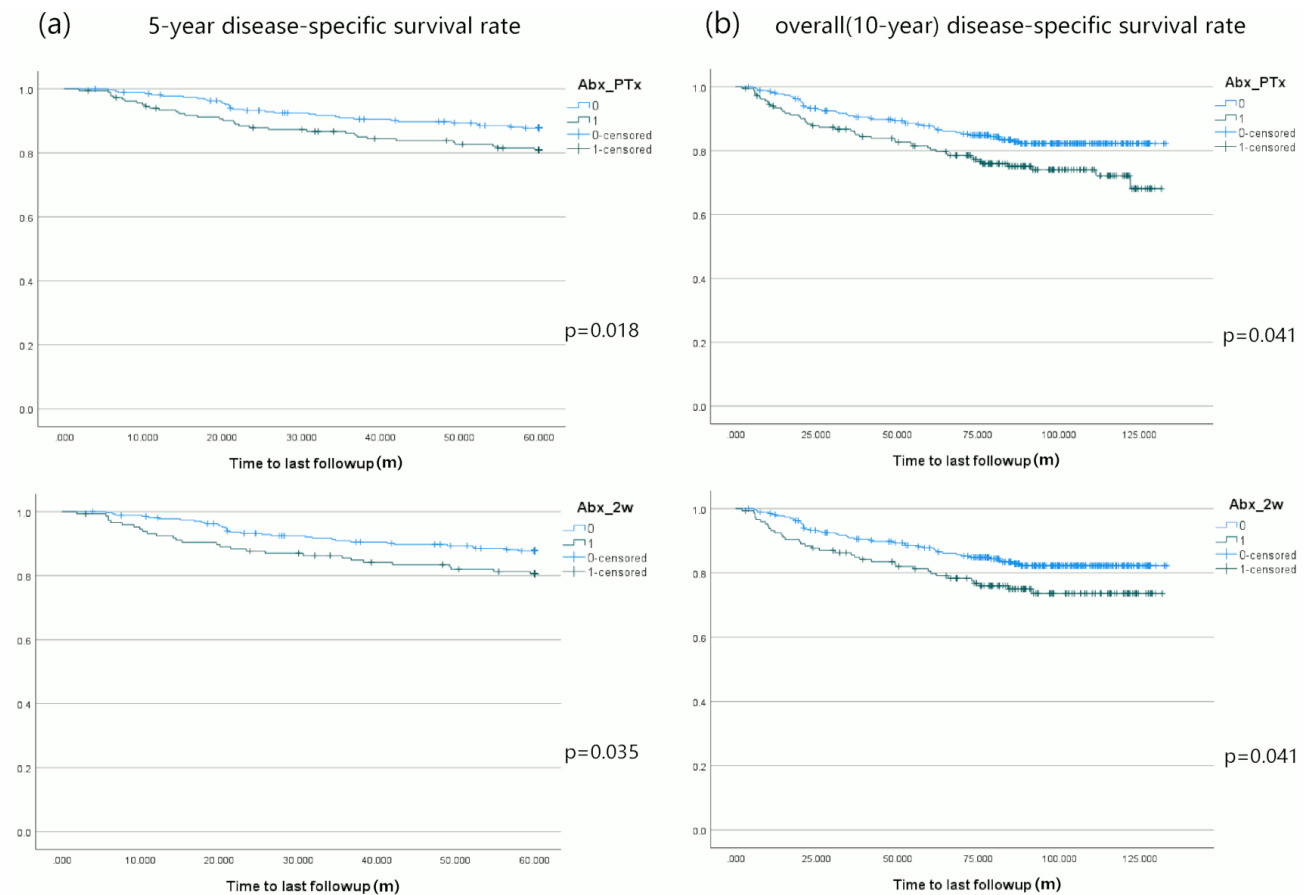 (a) 5-year disease-specific survival rate
(b) overall(10-year) disease-specific survival rate
Abx_PTx
0
1
0-censored
1-censored
1.0
0.8
0.6
0.4
0.2
0.0
.000 10.000 20.000 30.000 40.000 50.000 60.000
Time to last followup (m)
p=0.018
Abx_PTx
0
1
0-censored
1-censored
1.0
0.8
0.6
0.4
0.2
0.0
.000 25.000 50.000 75.000 100.000 125.000
Time to last followup (m)
p=0.041
Abx_2w
0
1
0-censored
1-censored
1.0
0.8
0.6
0.4
0.2
0.0
.000 10.000 20.000 30.000 40.000 50.000 60.000
Time to last followup (m)
p=0.035
Abx_2w
0
1
0-censored
1-censored
1.0
0.8
0.6
0.4
0.2
0.0
.000 25.000 50.000 75.000 100.000 125.000
Time to last followup (m)
p=0.041